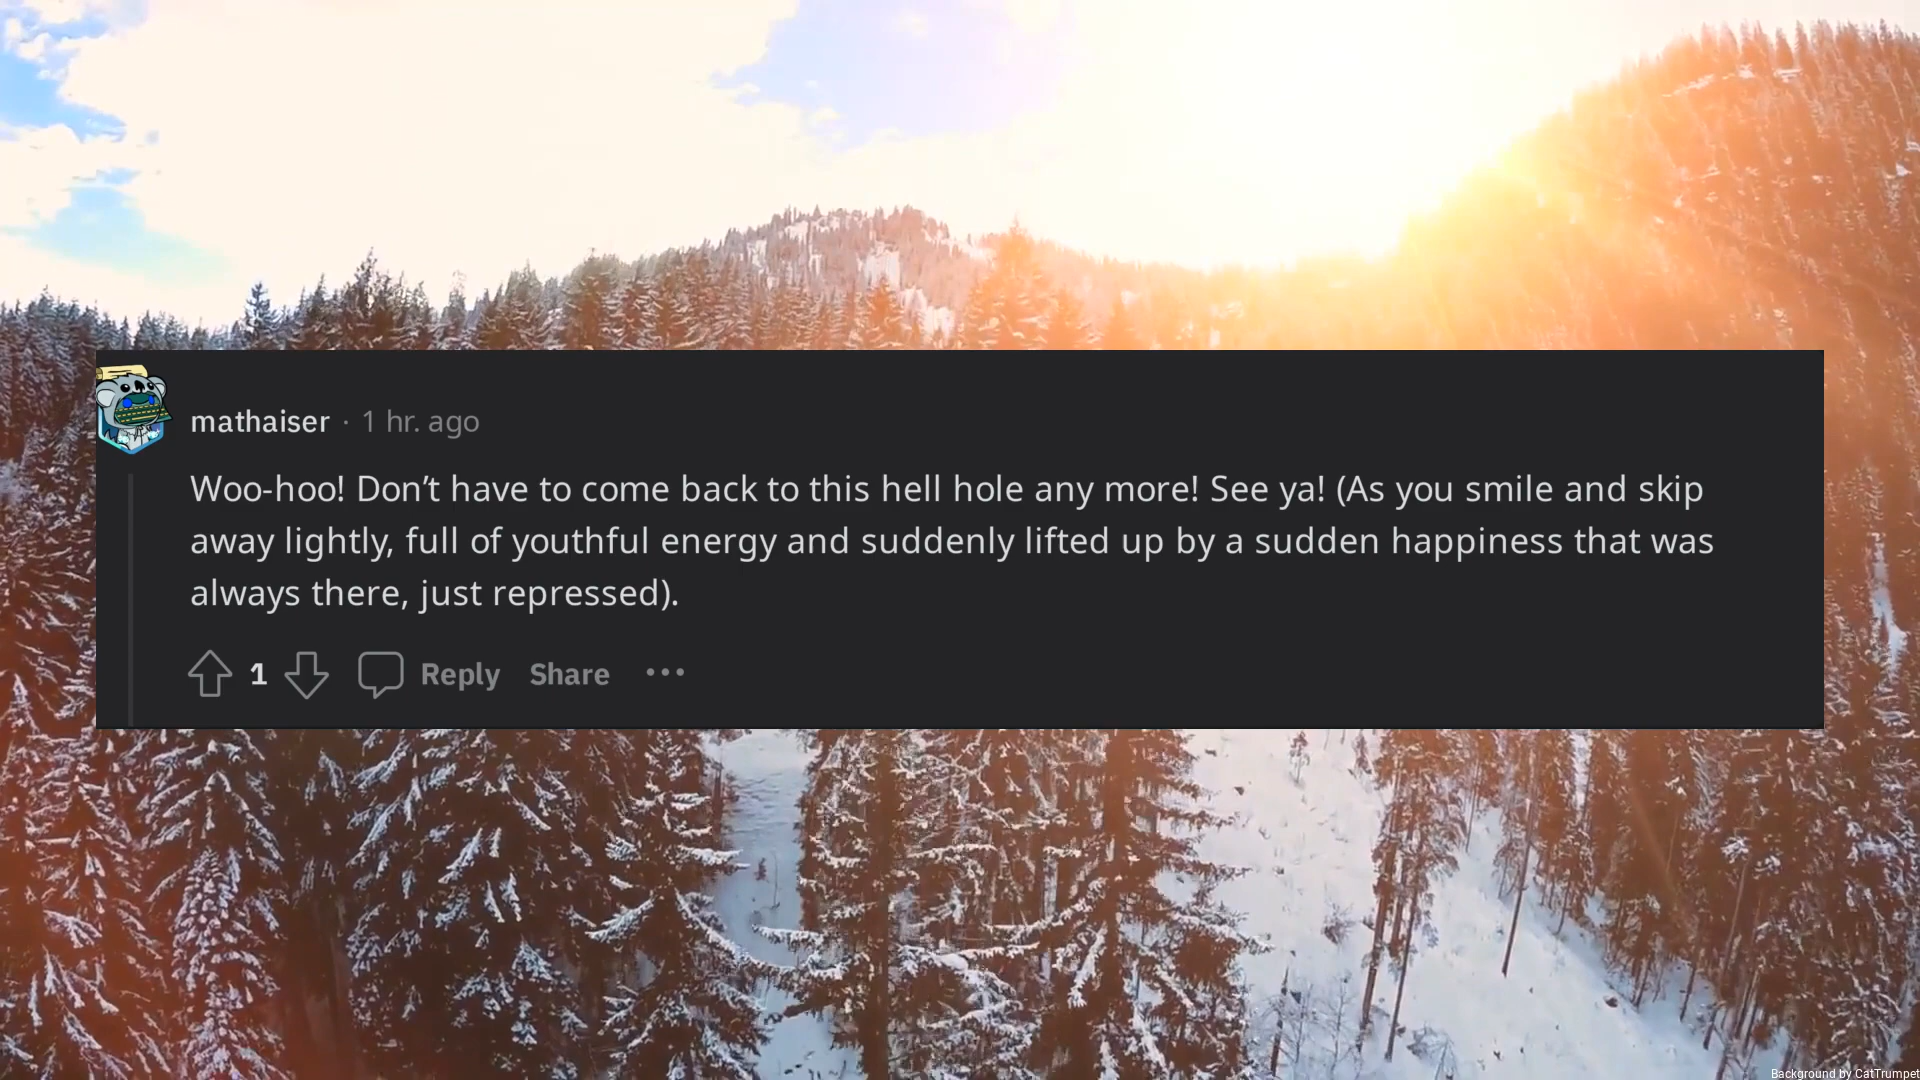 mathaiser · 1 hr. ago
Woo-hoo! Don’t have to come back to this hell hole any more! See ya! (As you smile and skip
away lightly, full of youthful energy and suddenly lifted up by a sudden happiness that was
always there, just repressed).
1 Reply Share ···
Background by CatTrumpet